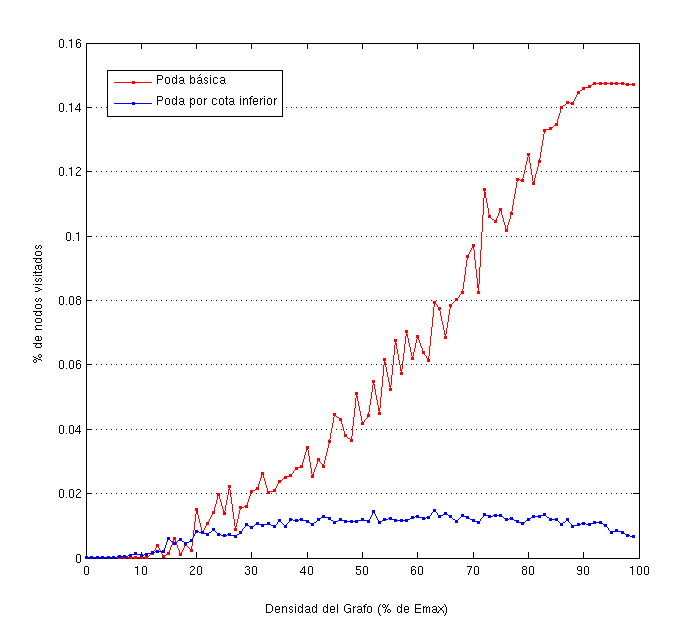 0.16
Poda básica
Poda por cota inferior
0.14
0.12
0.1
0.08
0.06
0.04
0.02
0
% de nodos visitados
0 10 20 30 40 50 60 70 80 90 100
Densidad del Grafo (% de Emax)